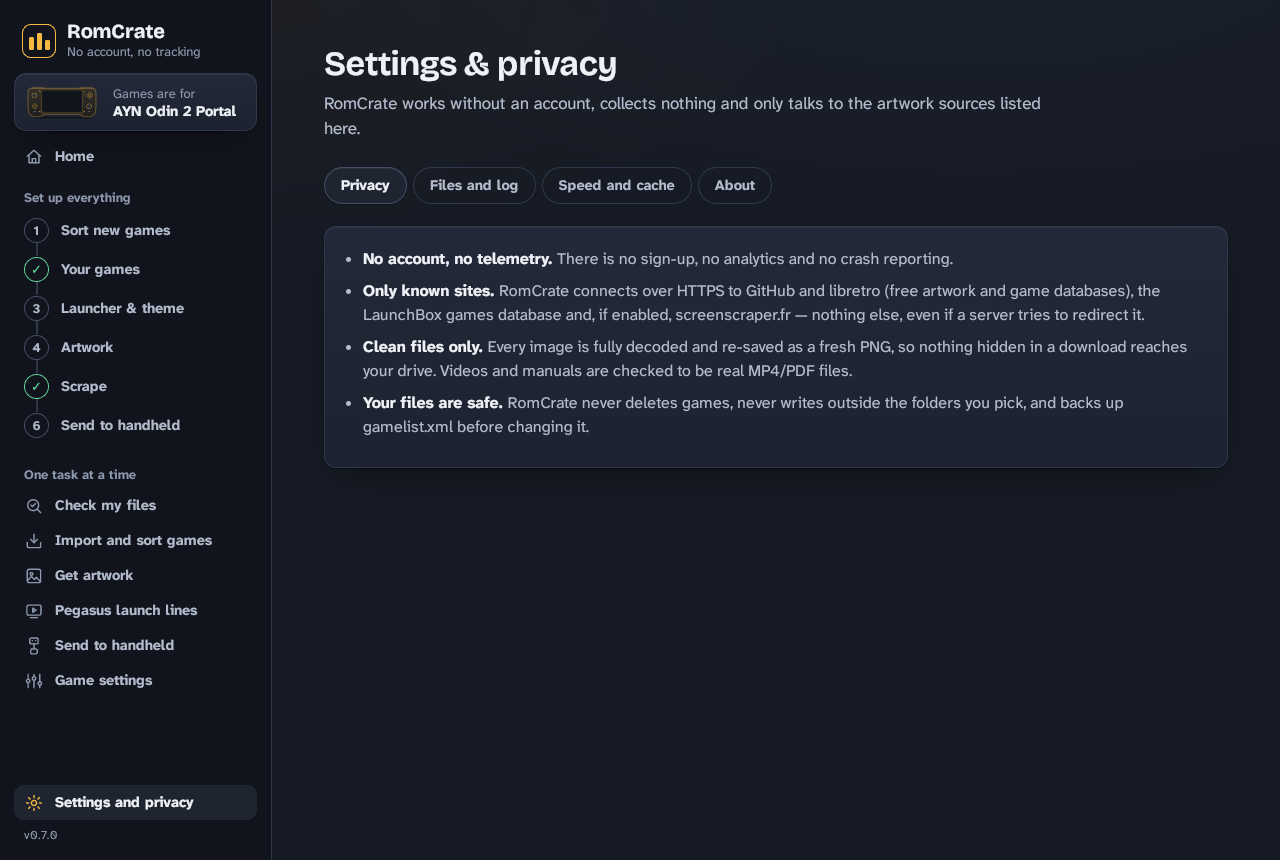 RomCrate
No account, no tracking
Games are for
AYN Odin 2 Portal
Home
Set up everything
1 Sort new games
✓ Your games
3 Launcher & theme
4 Artwork
✓ Scrape
6 Send to handheld
One task at a time
Check my files
Import and sort games
Get artwork
Pegasus launch lines
Send to handheld
Game settings
Settings and privacy
v0.7.0
Settings & privacy
RomCrate works without an account, collects nothing and only talks to the artwork sources listed
here.
Privacy Files and log Speed and cache About
• No account, no telemetry. There is no sign-up, no analytics and no crash reporting.
• Only known sites. RomCrate connects over HTTPS to GitHub and libretro (free artwork and game databases), the
LaunchBox games database and, if enabled, screenscraper.fr — nothing else, even if a server tries to redirect it.
• Clean files only. Every image is fully decoded and re-saved as a fresh PNG, so nothing hidden in a download reaches
your drive. Videos and manuals are checked to be real MP4/PDF files.
• Your files are safe. RomCrate never deletes games, never writes outside the folders you pick, and backs up
gamelist.xml before changing it.